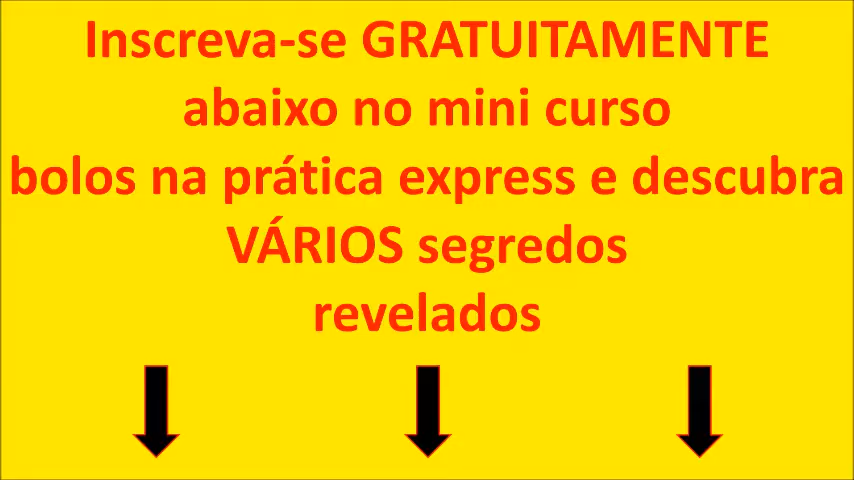 Inscreva-se GRATUITAMENTE
abaixo no mini curso
bolos na prática express e descubra
VÁRIOS segredos
revelados